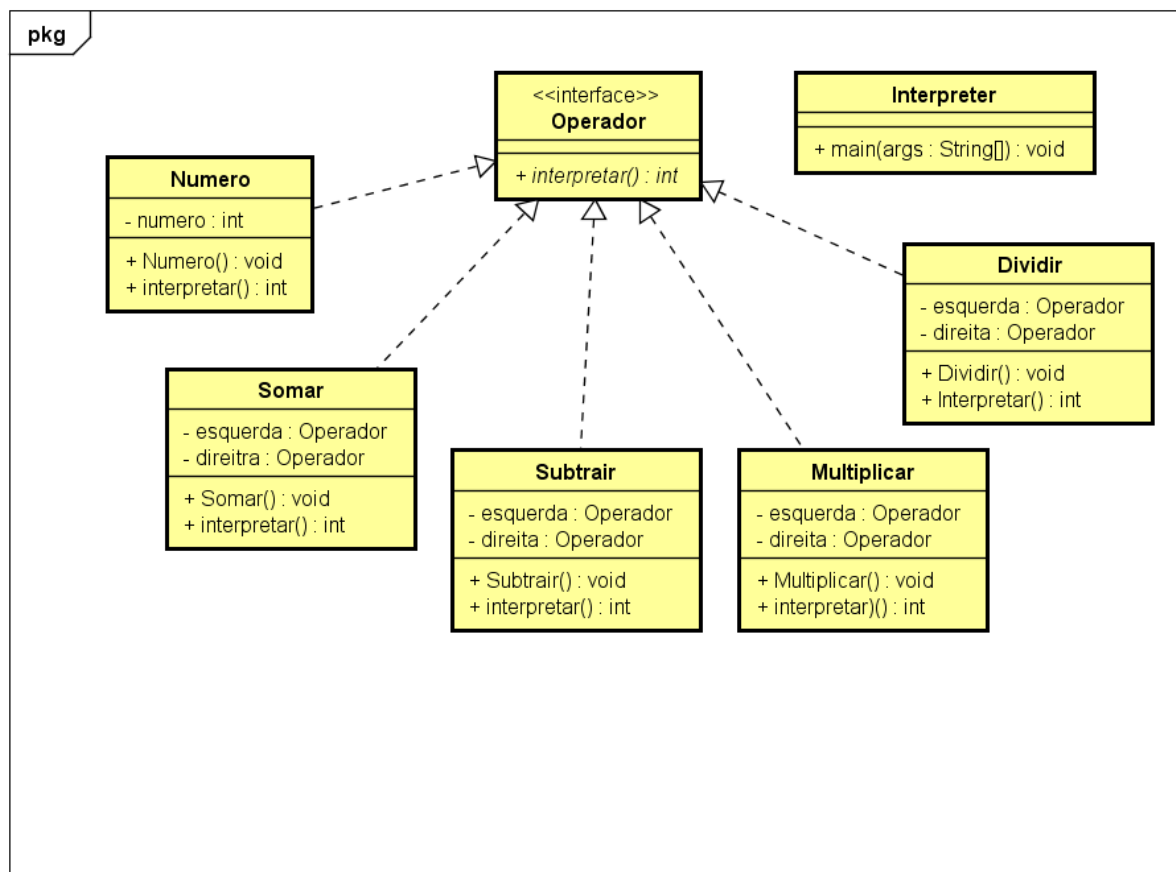 pkg
<<interface>>
Operador
+ interpretar() : int
Interpreter
+ main(args : String[]) : void
Numero
- numero : int
+ Numero() : void
+ interpretar() : int
Dividir
- esquerda : Operador
- direita : Operador
+ Dividir() : void
+ Interpretar() : int
Somar
- esquerda : Operador
- direitra : Operador
+ Somar() : void
+ interpretar() : int
Subtrair
- esquerda : Operador
- direita : Operador
+ Subtrair() : void
+ interpretar() : int
Multiplicar
- esquerda : Operador
- direita : Operador
+ Multiplicar() : void
+ interpretar)() : int